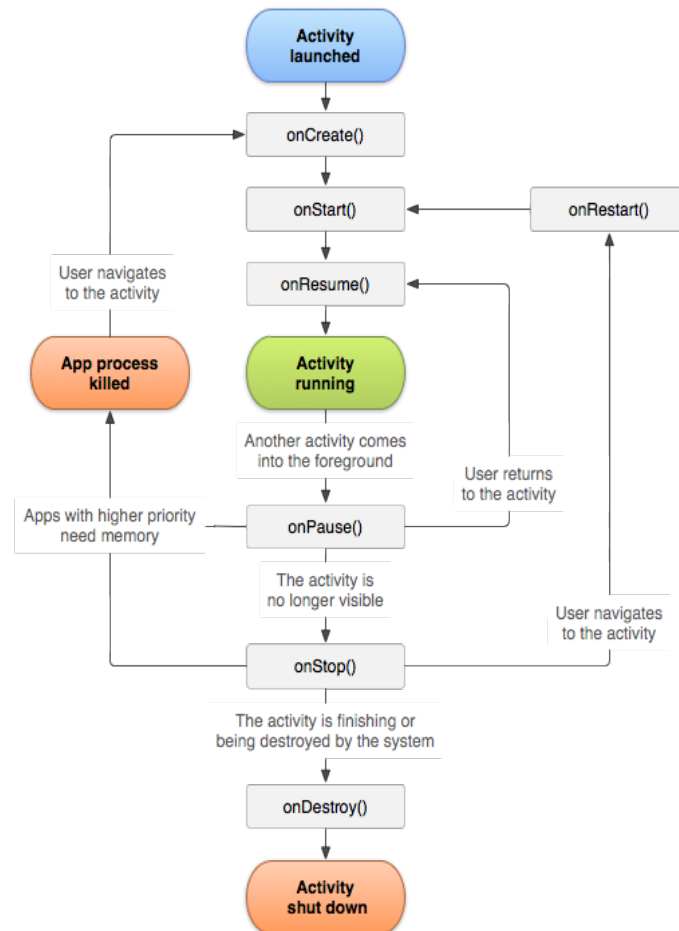 Activity
launched
onCreate()
onStart()
onRestart()
User navigates
to the activity
onResume()
App process
killed
Activity
running
Another activity comes
into the foreground
User returns
to the activity
Apps with higher priority
need memory
onPause()
The activity is
no longer visible
User navigates
to the activity
onStop()
The activity is finishing or
being destroyed by the system
onDestroy()
Activity
shut down